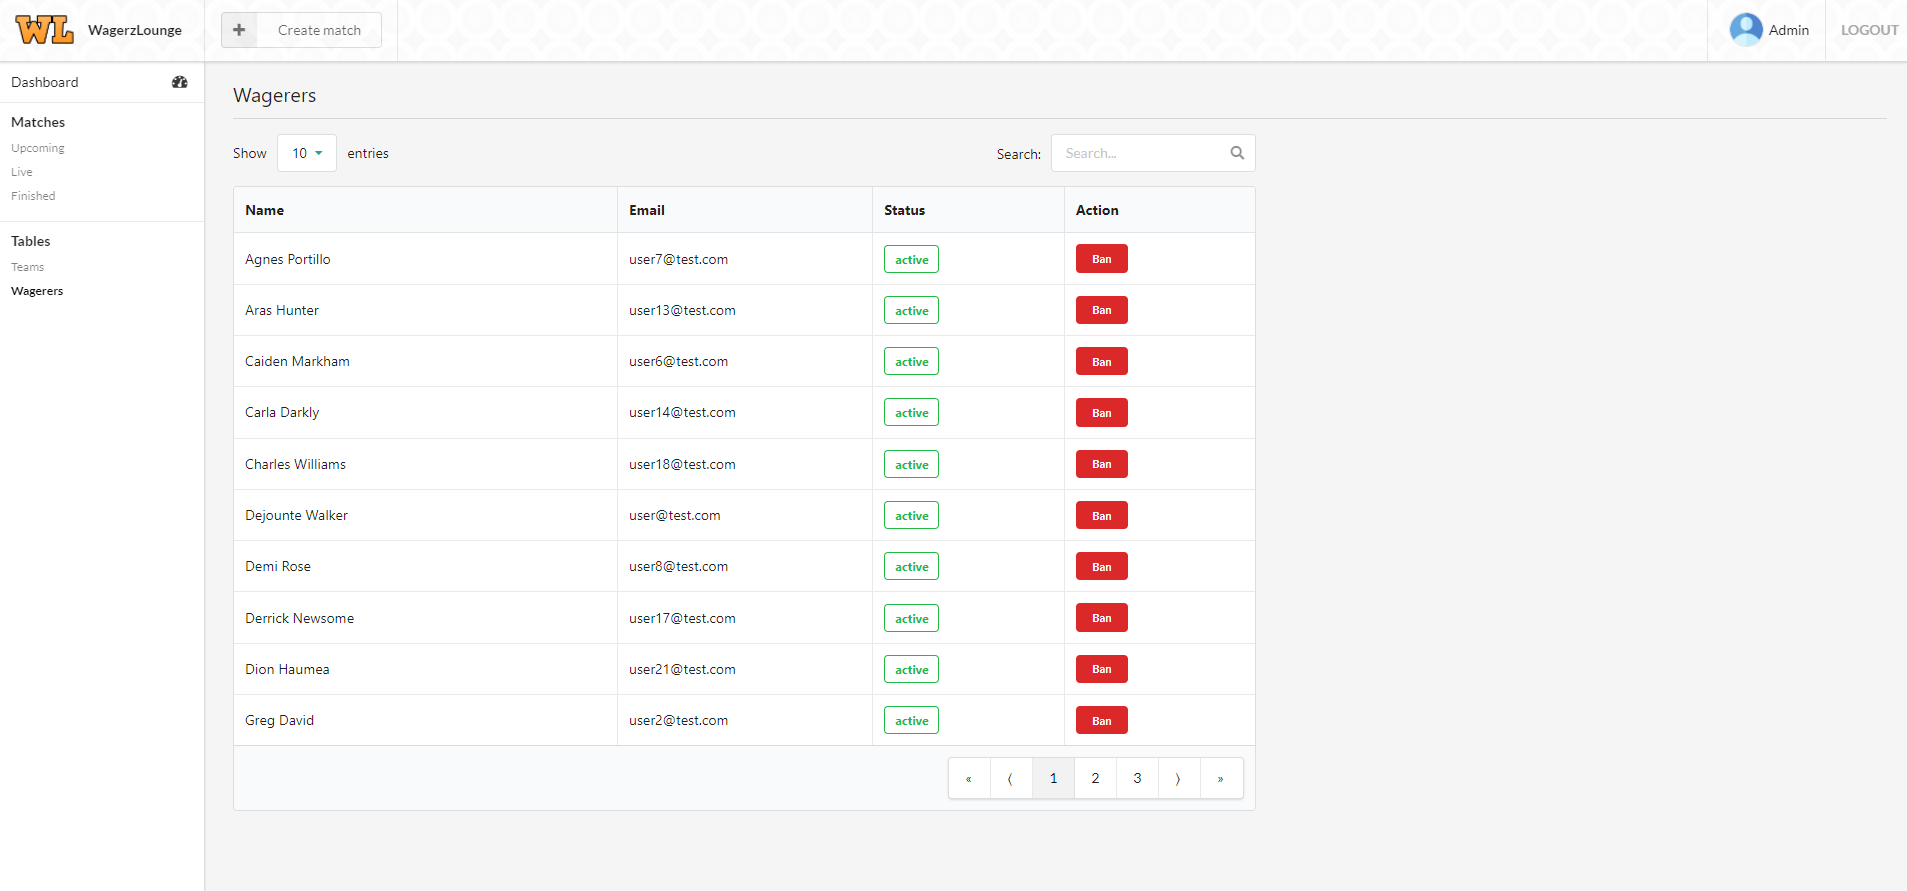 WL WagerzLounge + Create match Admin LOGOUT
Dashboard
Matches
Upcoming
Live
Finished
Tables
Teams
Wagerers
Wagerers
Show 10 entries Search: Search...
Name Email Status Action
Agnes Portillo user7@test.com active Ban
Aras Hunter user13@test.com active Ban
Caiden Markham user6@test.com active Ban
Carla Darkly user14@test.com active Ban
Charles Williams user18@test.com active Ban
Dejounte Walker user@test.com active Ban
Demi Rose user8@test.com active Ban
Derrick Newsome user17@test.com active Ban
Dion Haumea user21@test.com active Ban
Greg David user2@test.com active Ban
« ⟨ 1 2 3 ⟩ »